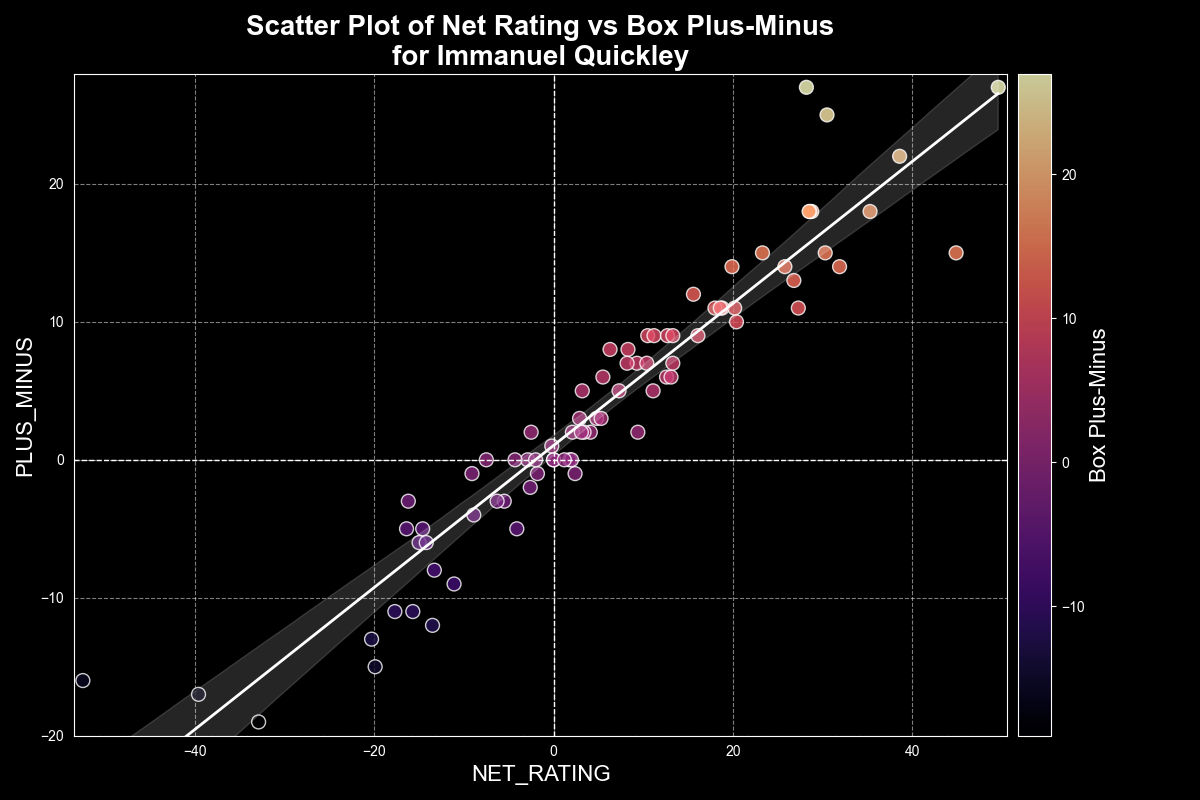 Scatter Plot of Net Rating vs Box Plus-Minus
for Immanuel Quickley
PLUS_MINUS
20
10
0
−10
−20
−40
−20
0
20
40
NET_RATING
20
10
0
−10
Box Plus-Minus